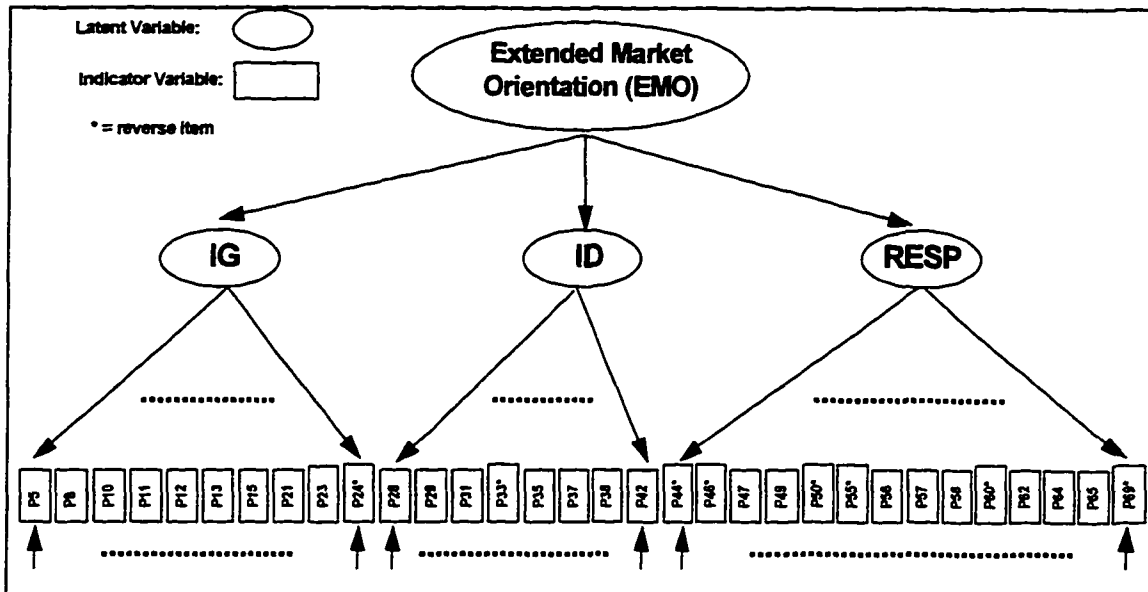 Latent Variable:
Extended Market
Orientation (EMO)
Indicator Variable:
* = reverse item
IG
ID
RESP
P5
P8
P10
P11
P12
P13
P15
P21
P23
P24*
P28
P29
P31
P33*
P35
P37
P38
P42
P44*
P46*
P47
P49
P50*
P55*
P56
P57
P58
P60*
P62
P64
P65
P69*